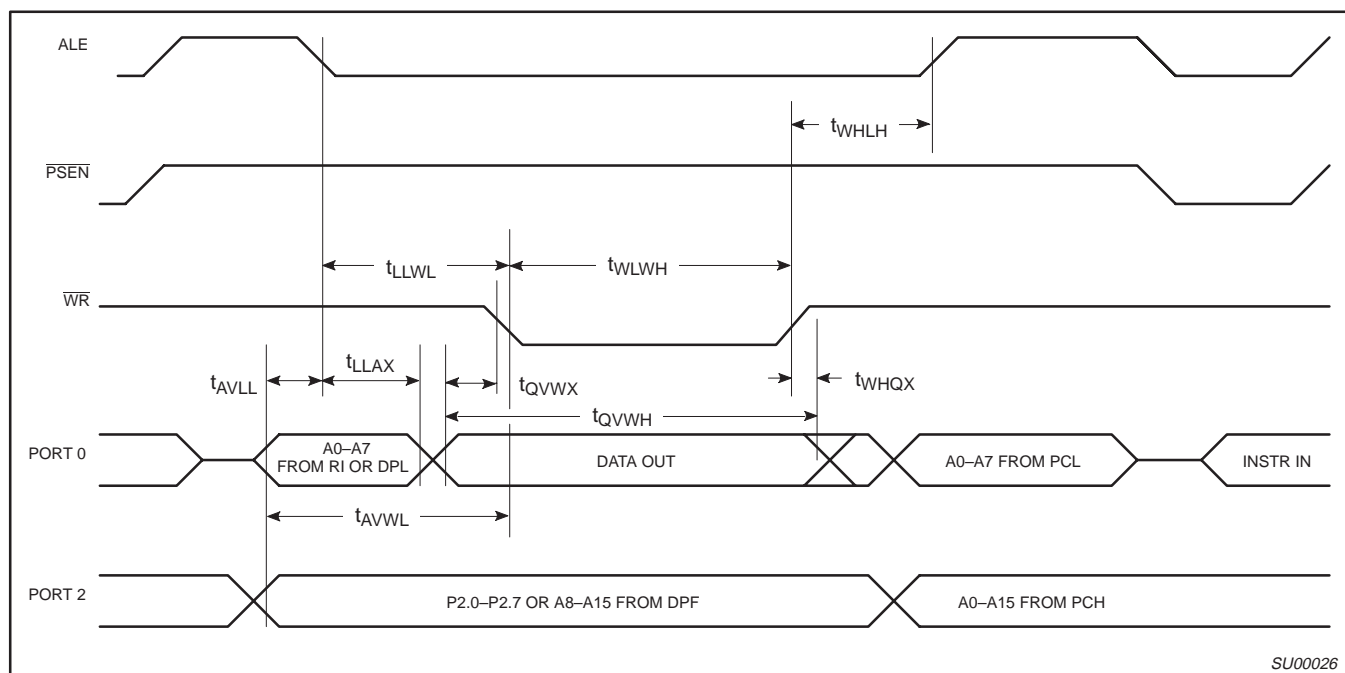 ALE
tWHLH
PSEN
tLLWL
tWLWH
WR
tLLAX
tAVLL
tQVWX
tWHQX
tQVWH
PORT 0
A0–A7
FROM RI OR DPL
DATA OUT
A0–A7 FROM PCL
INSTR IN
tAVWL
PORT 2
P2.0–P2.7 OR A8–A15 FROM DPF
A0–A15 FROM PCH
SU00026